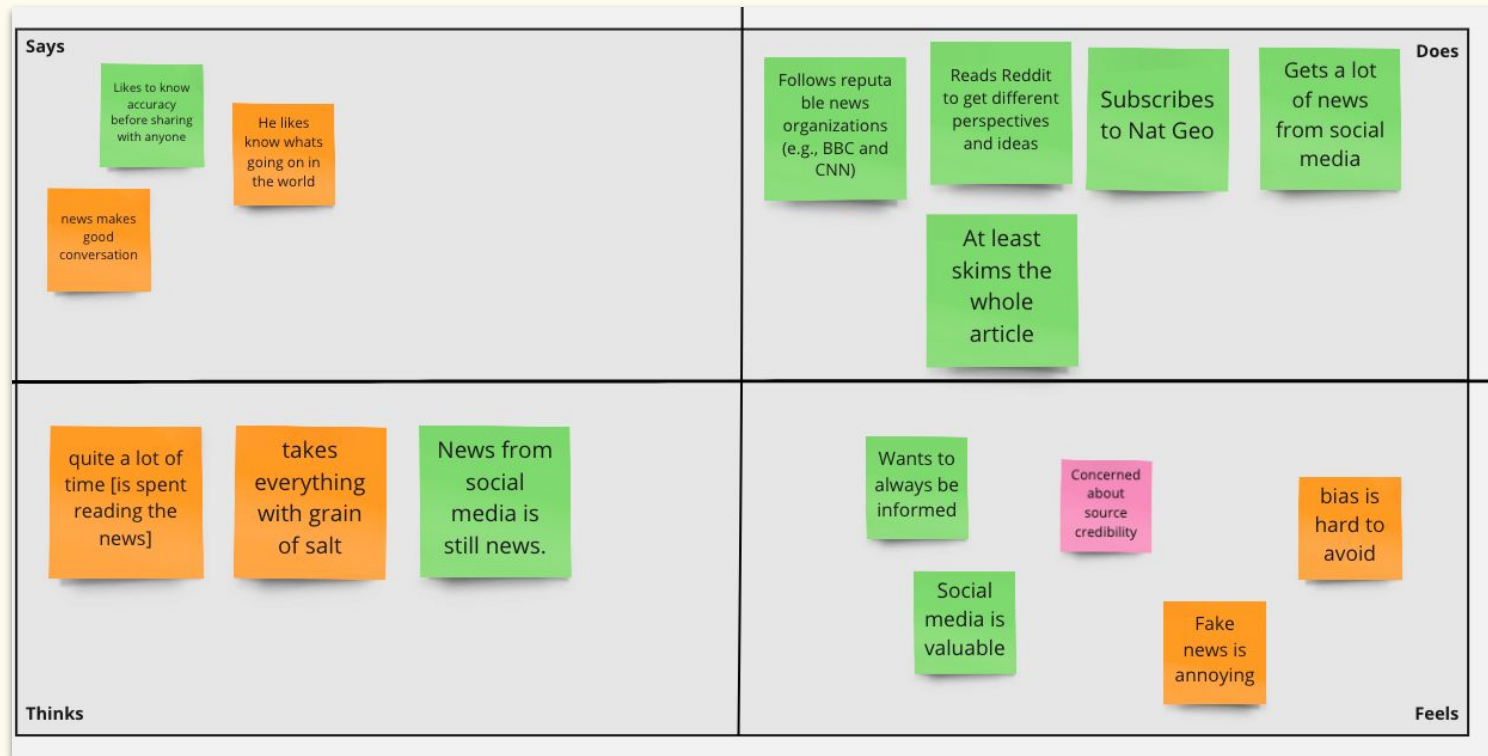 Says
Likes to know
accuracy
before sharing
with anyone
He likes
know whats
going on in
the world
news makes
good
conversation
Does
Follows reputa
ble news
organizations
(e.g., BBC and
CNN)
Reads Reddit
to get different
perspectives
and ideas
Subscribes
to Nat Geo
Gets a lot
of news
from social
media
At least
skims the
whole
article
quite a lot of
time [is spent
reading the
news]
takes
everything
with grain
of salt
News from
social
media is
still news.
Thinks
Wants to
always be
informed
Concerned
about
source
credibility
bias is
hard to
avoid
Social
media is
valuable
Fake
news is
annoying
Feels